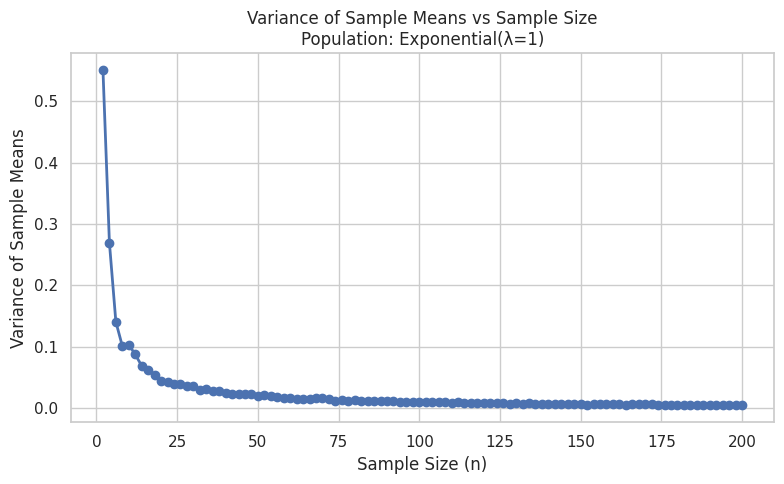 Variance of Sample Means vs Sample Size
Population: Exponential(λ=1)
Variance of Sample Means
0.5
0.4
0.3
0.2
0.1
0.0
0 25 50 75 100 125 150 175 200
Sample Size (n)